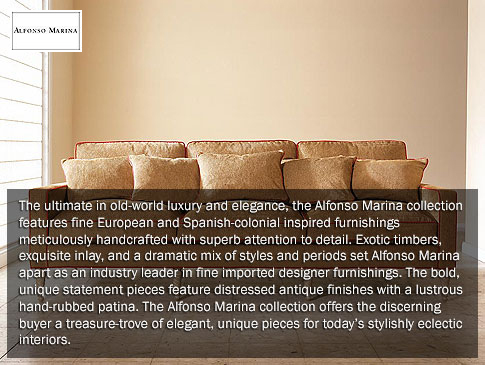 ALFONSO MARINA
The ultimate in old-world luxury and elegance, the Alfonso Marina collection
features fine European and Spanish-colonial inspired furnishings
meticulously handcrafted with superb attention to detail. Exotic timbers,
exquisite inlay, and a dramatic mix of styles and periods set Alfonso Marina
apart as an industry leader in fine imported designer furnishings. The bold,
unique statement pieces feature distressed antique finishes with a lustrous
hand-rubbed patina. The Alfonso Marina collection offers the discerning
buyer a treasure-trove of elegant, unique pieces for today's stylishly eclectic
interiors.